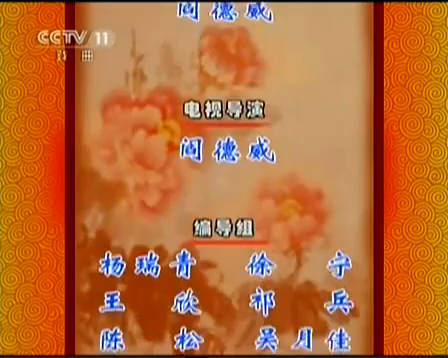 阎德威
CCTV 11
戏曲
电视导演
阎德威
编导组
杨瑞青 徐宁
王欣 祁兵
陈松 吴月佳